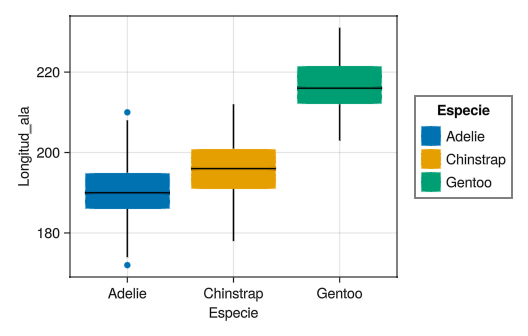 Longitud_ala
220
200
180
Adelie
Chinstrap
Gentoo
Especie
Especie
Adelie
Chinstrap
Gentoo